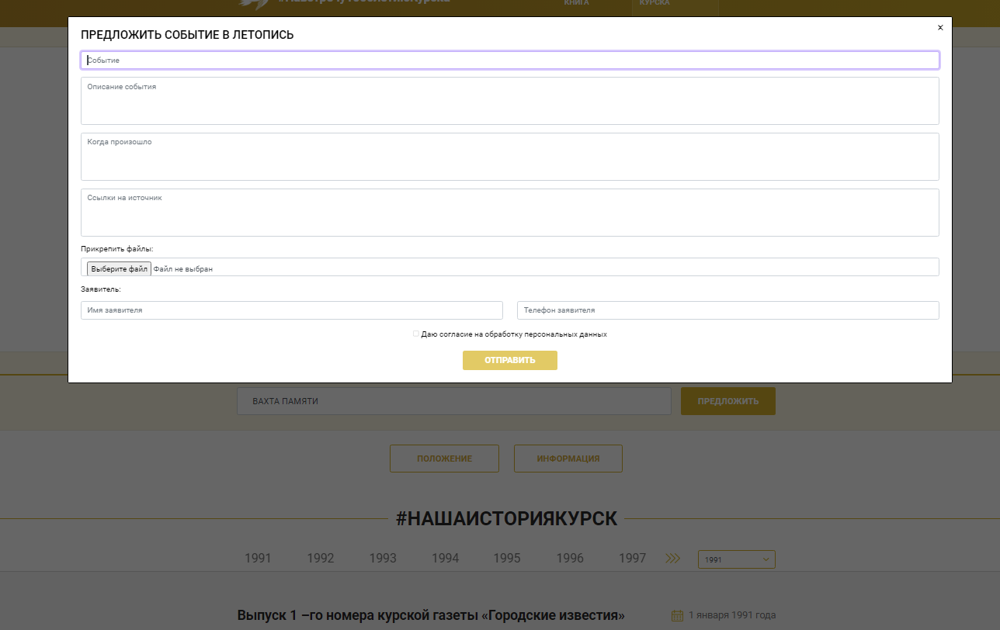 КНИГА
КУРСКА
ПРЕДЛОЖИТЬ СОБЫТИЕ В ЛЕТОПИСЬ
×
Событие
Описание события
Когда произошло
Ссылки на источник
Прикрепить файлы:
Выберите файл Файл не выбран
Заявитель:
Имя заявителя Телефон заявителя
Даю согласие на обработку персональных данных
ОТПРАВИТЬ
ВАХТА ПАМЯТИ ПРЕДЛОЖИТЬ
ПОЛОЖЕНИЕ ИНФОРМАЦИЯ
#НАШАИСТОРИЯКУРСК
1991 1992 1993 1994 1995 1996 1997 1991
Выпуск 1 –го номера курской газеты «Городские известия» 1 января 1991 года